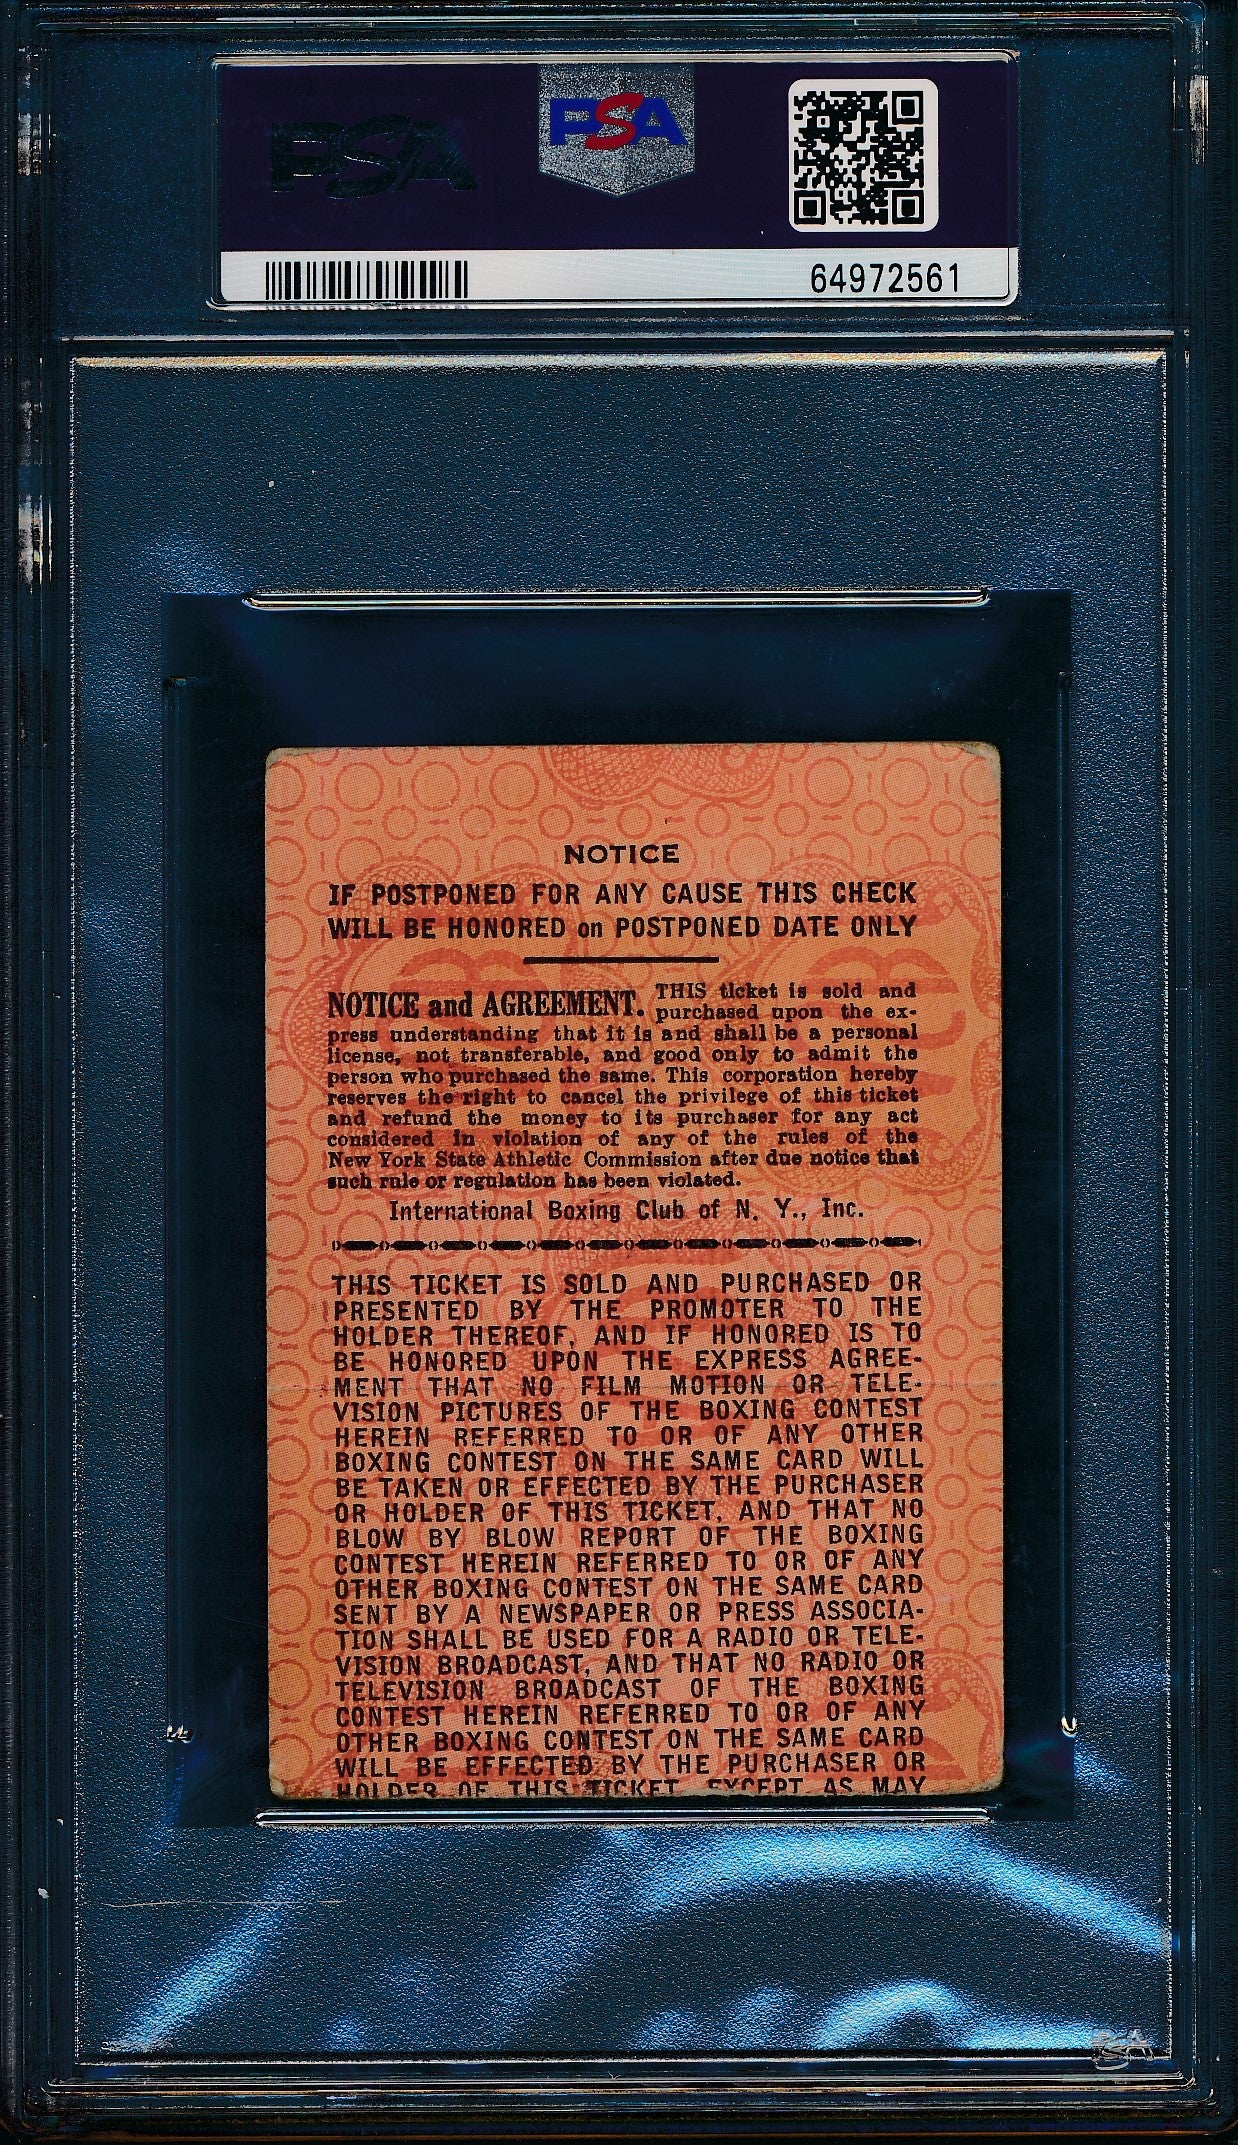 PSA
PSA
64972561
NOTICE
IF POSTPONED FOR ANY CAUSE THIS CHECK
WILL BE HONORED on POSTPONED DATE ONLY
NOTICE and AGREEMENT. THIS ticket is sold and
purchased upon the ex-
press understanding that it is and shall be a personal
license, not transferable, and good only to admit the
person who purchased the same. This corporation hereby
reserves the right to cancel the privilege of this ticket
and refund the money to its purchaser for any act
considered in violation of any of the rules of the
New York State Athletic Commission after due notice that
such rule or regulation has been violated.
International Boxing Club of N. Y., Inc.
THIS TICKET IS SOLD AND PURCHASED OR
PRESENTED BY THE PROMOTER TO THE
HOLDER THEREOF, AND IF HONORED IS TO
BE HONORED UPON THE EXPRESS AGREE-
MENT THAT NO FILM MOTION OR TELE-
VISION PICTURES OF THE BOXING CONTEST
HEREIN REFERRED TO OR OF ANY OTHER
BOXING CONTEST ON THE SAME CARD WILL
BE TAKEN OR EFFECTED BY THE PURCHASER
OR HOLDER OF THIS TICKET, AND THAT NO
BLOW BY BLOW REPORT OF THE BOXING
CONTEST HEREIN REFERRED TO OR OF ANY
OTHER BOXING CONTEST ON THE SAME CARD
SENT BY A NEWSPAPER OR PRESS ASSOCIA-
TION SHALL BE USED FOR A RADIO OR TELE-
VISION BROADCAST, AND THAT NO RADIO OR
TELEVISION BROADCAST OF THE BOXING
CONTEST HEREIN REFERRED TO OR OF ANY
OTHER BOXING CONTEST ON THE SAME CARD
WILL BE EFFECTED BY THE PURCHASER OR
HOLDER OF THIS TICKET EXCEPT AS MAY
PSA